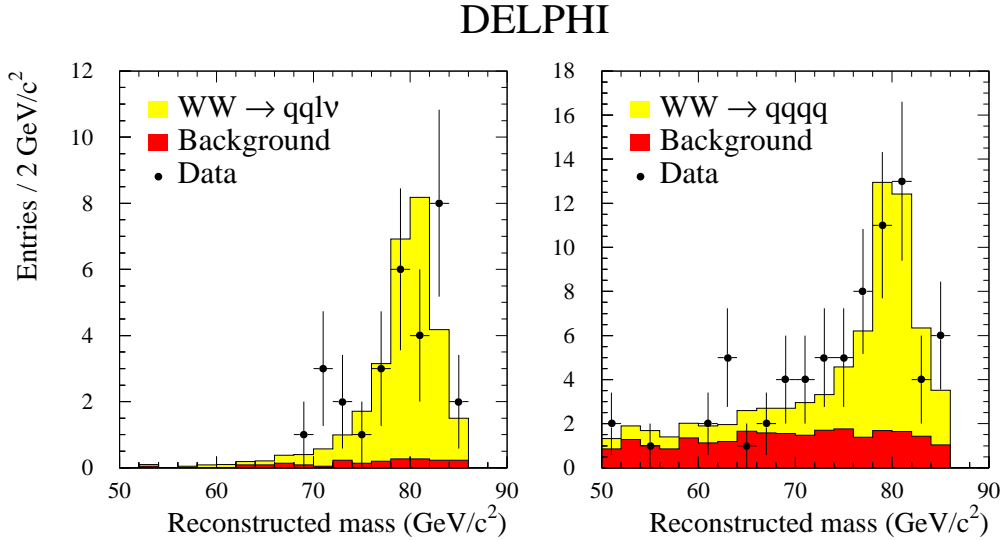 DELPHI
Entries / 2 GeV/c²
12
10
8
6
4
2
0
WW → qqlν
Background
Data
50 60 70 80 90
Reconstructed mass (GeV/c²)
18
16
14
12
10
8
6
4
2
0
WW → qqqq
Background
Data
50 60 70 80 90
Reconstructed mass (GeV/c²)